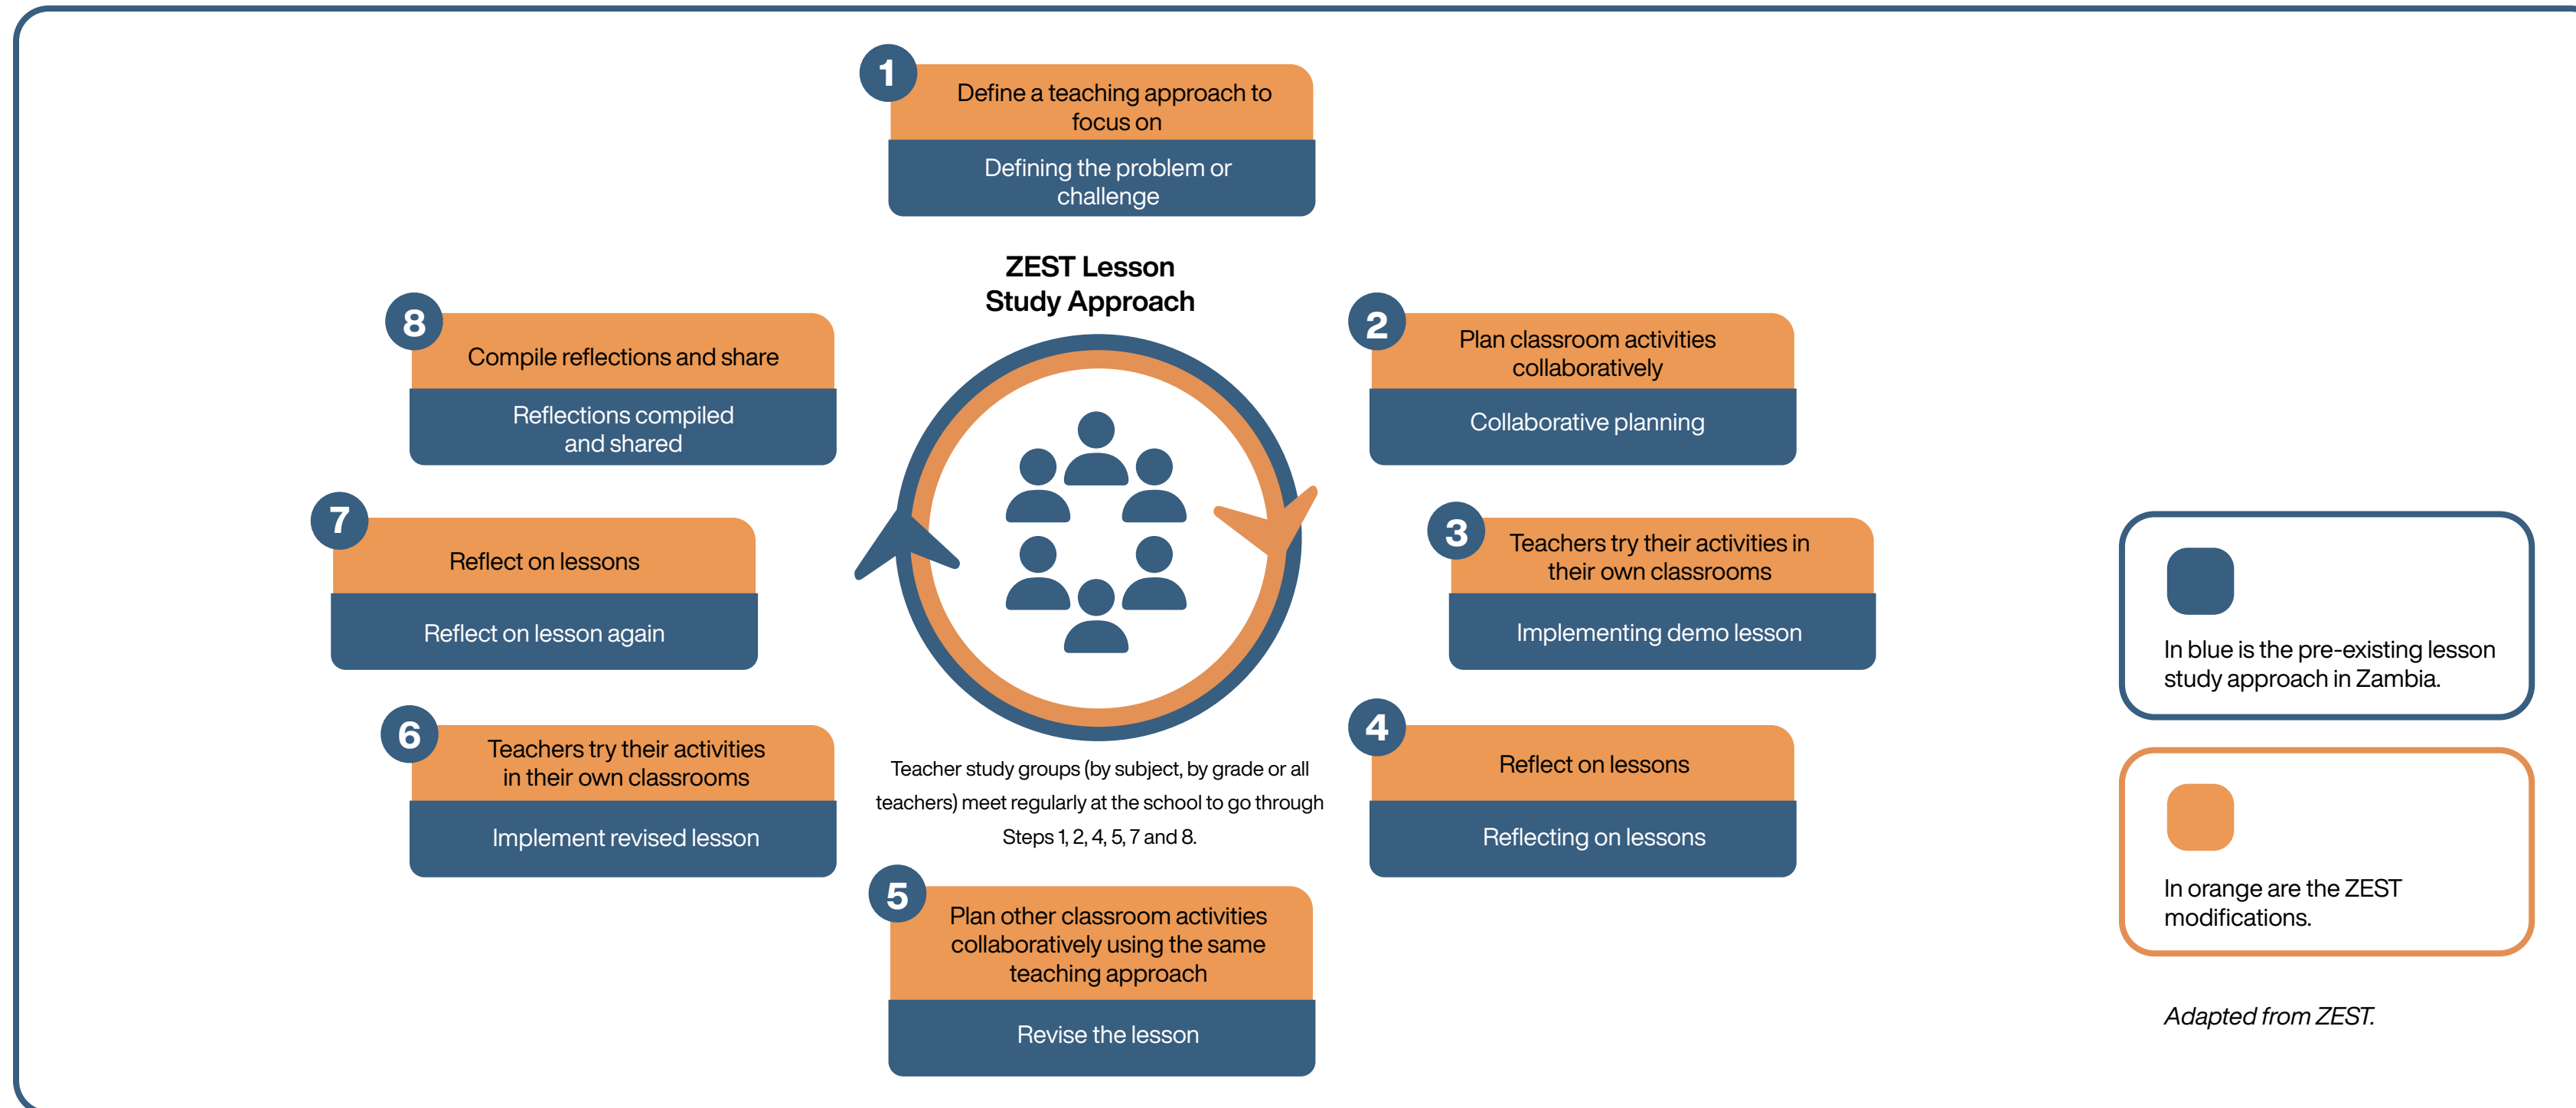 1
Define a teaching approach to
focus on
Defining the problem or
challenge
ZEST Lesson
Study Approach
2
Plan classroom activities
collaboratively
Collaborative planning
3
Teachers try their activities in
their own classrooms
Implementing demo lesson
4
Reflect on lessons
Reflecting on lessons
5
Plan other classroom activities
collaboratively using the same
teaching approach
Revise the lesson
6
Teachers try their activities
in their own classrooms
Implement revised lesson
7
Reflect on lessons
Reflect on lesson again
8
Compile reflections and share
Reflections compiled
and shared
Teacher study groups (by subject, by grade or all
teachers) meet regularly at the school to go through
Steps 1, 2, 4, 5, 7 and 8.
In blue is the pre-existing lesson
study approach in Zambia.
In orange are the ZEST
modifications.
Adapted from ZEST.